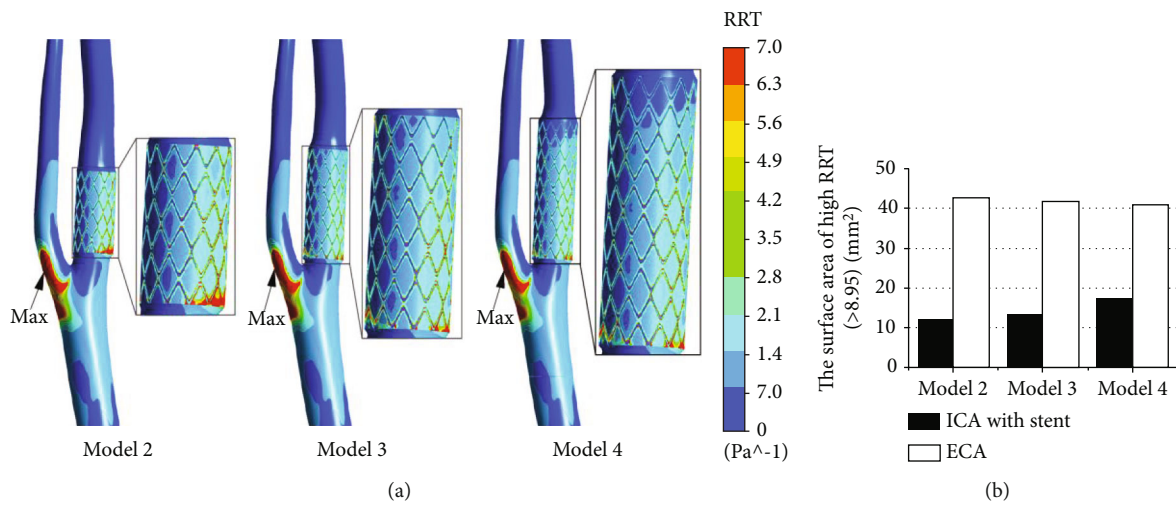 RRT
7.0
6.3
5.6
4.9
4.2
3.5
2.8
2.1
1.4
7.0
0
(Pa^-1)
Max
Max
Max
Model 2
Model 3
Model 4
(a)
The surface area of high RRT
(>8.95) (mm²)
50
40
30
20
10
0
Model 2
Model 3
Model 4
ICA with stent
ECA
(b)